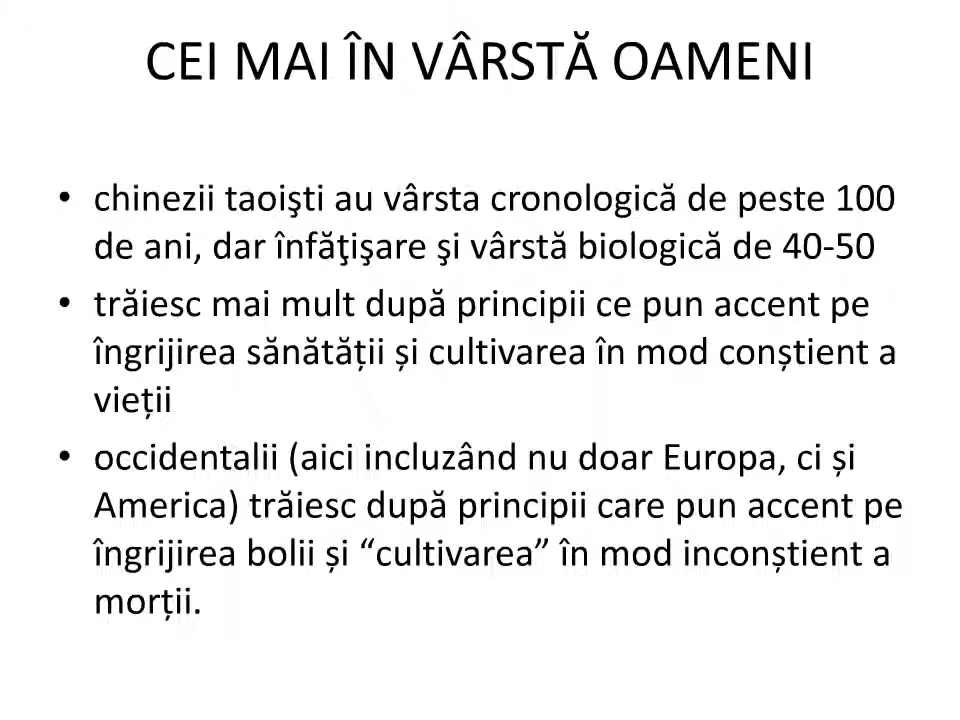 CEI MAI ÎN VÂRSTĂ OAMENI
• chinezii taoişti au vârsta cronologică de peste 100
de ani, dar înfăţişare şi vârstă biologică de 40-50
• trăiesc mai mult după principii ce pun accent pe
îngrijirea sănătății și cultivarea în mod conștient a
vieții
• occidentalii (aici incluzând nu doar Europa, ci și
America) trăiesc după principii care pun accent pe
îngrijirea bolii și “cultivarea” în mod inconștient a
morții.